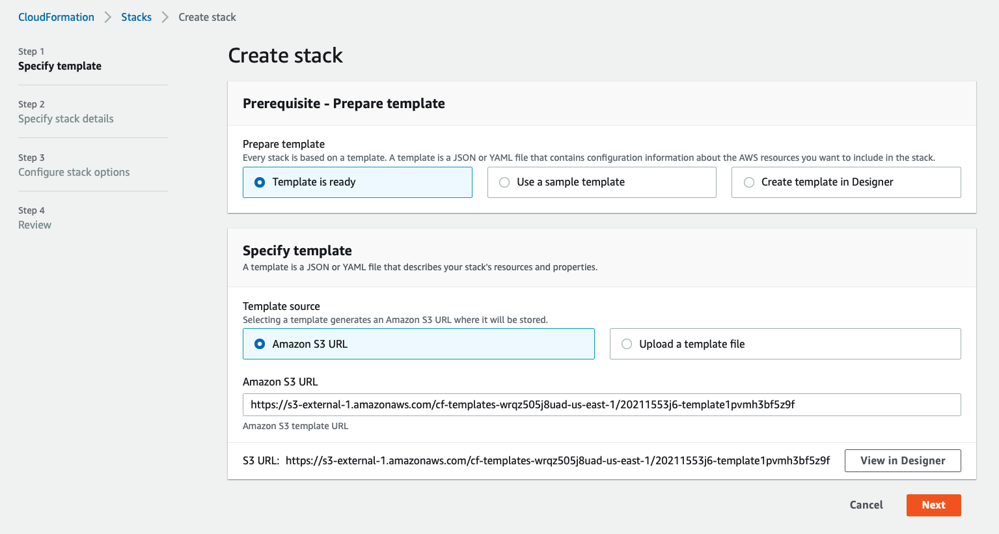 CloudFormation Stacks Create stack
Step 1
Specify template
Step 2
Specify stack details
Step 3
Configure stack options
Step 4
Review
Create stack
Prerequisite - Prepare template
Prepare template
Every stack is based on a template. A template is a JSON or YAML file that contains configuration information about the AWS resources you want to include in the stack.
Template is ready
Use a sample template
Create template in Designer
Specify template
A template is a JSON or YAML file that describes your stack's resources and properties.
Template source
Selecting a template generates an Amazon S3 URL where it will be stored.
Amazon S3 URL
Upload a template file
Amazon S3 URL
https://s3-external-1.amazonaws.com/cf-templates-wrqz505j8uad-us-east-1/20211553j6-template1pvmh3bf5z9f
Amazon S3 template URL
S3 URL: https://s3-external-1.amazonaws.com/cf-templates-wrqz505j8uad-us-east-1/20211553j6-template1pvmh3bf5z9f
View in Designer
Cancel
Next